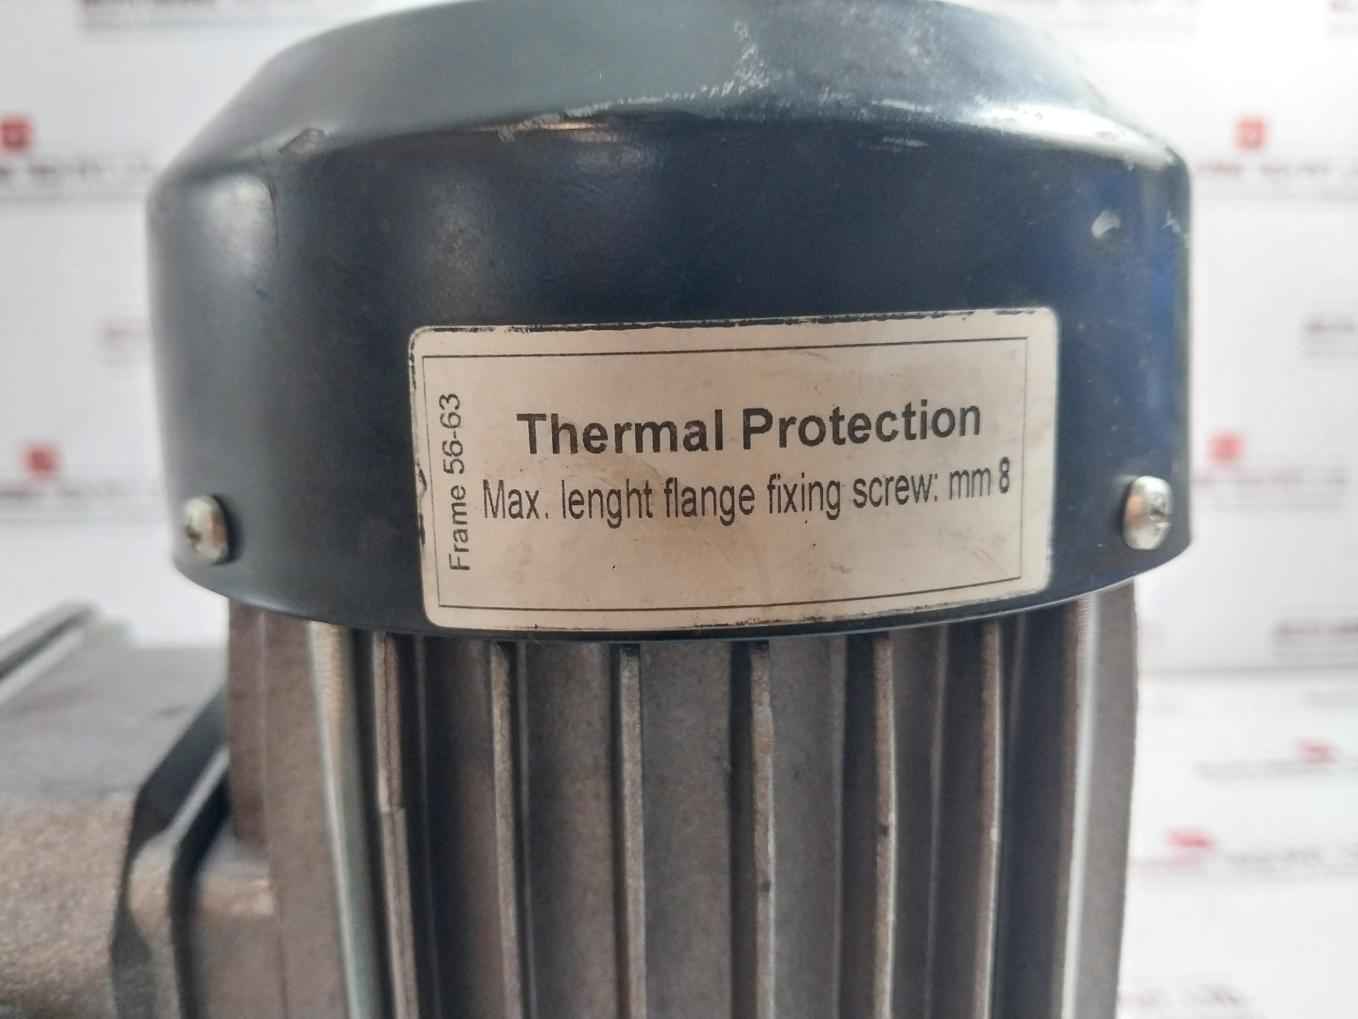 Thermal Protection
Max. lenght flange fixing screw: mm 8
Frame 56-63